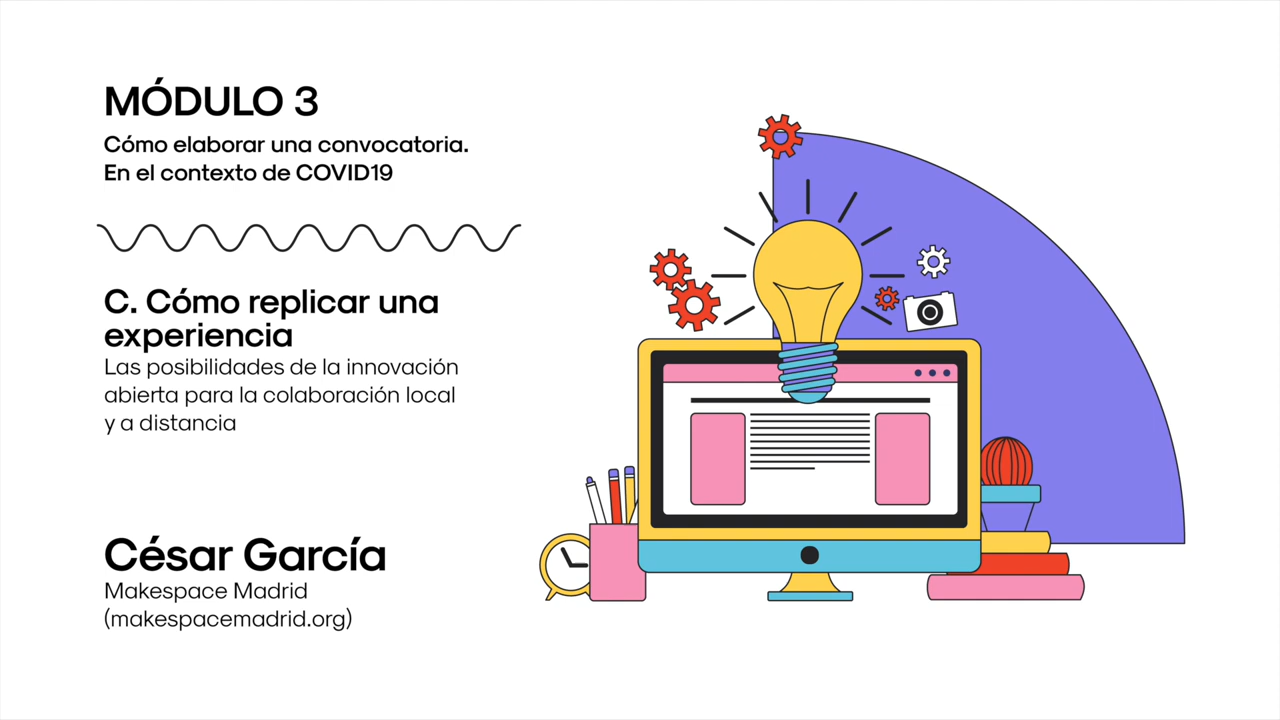 MÓDULO 3
Cómo elaborar una convocatoria.
En el contexto de COVID19
C. Cómo replicar una
experiencia
Las posibilidades de la innovación
abierta para la colaboración local
y a distancia
César García
Makespace Madrid
(makespacemadrid.org)